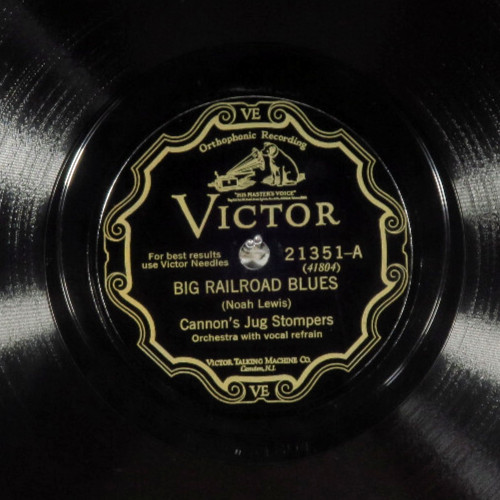 VE
Orthophonic Recording
"HIS MASTER'S VOICE"
VICTOR
For best results
use Victor Needles
21351-A
(41804)
BIG RAILROAD BLUES
(Noah Lewis)
Cannon's Jug Stompers
Orchestra with vocal refrain
VICTOR TALKING MACHINE CO.
Camden, N.J.
VE